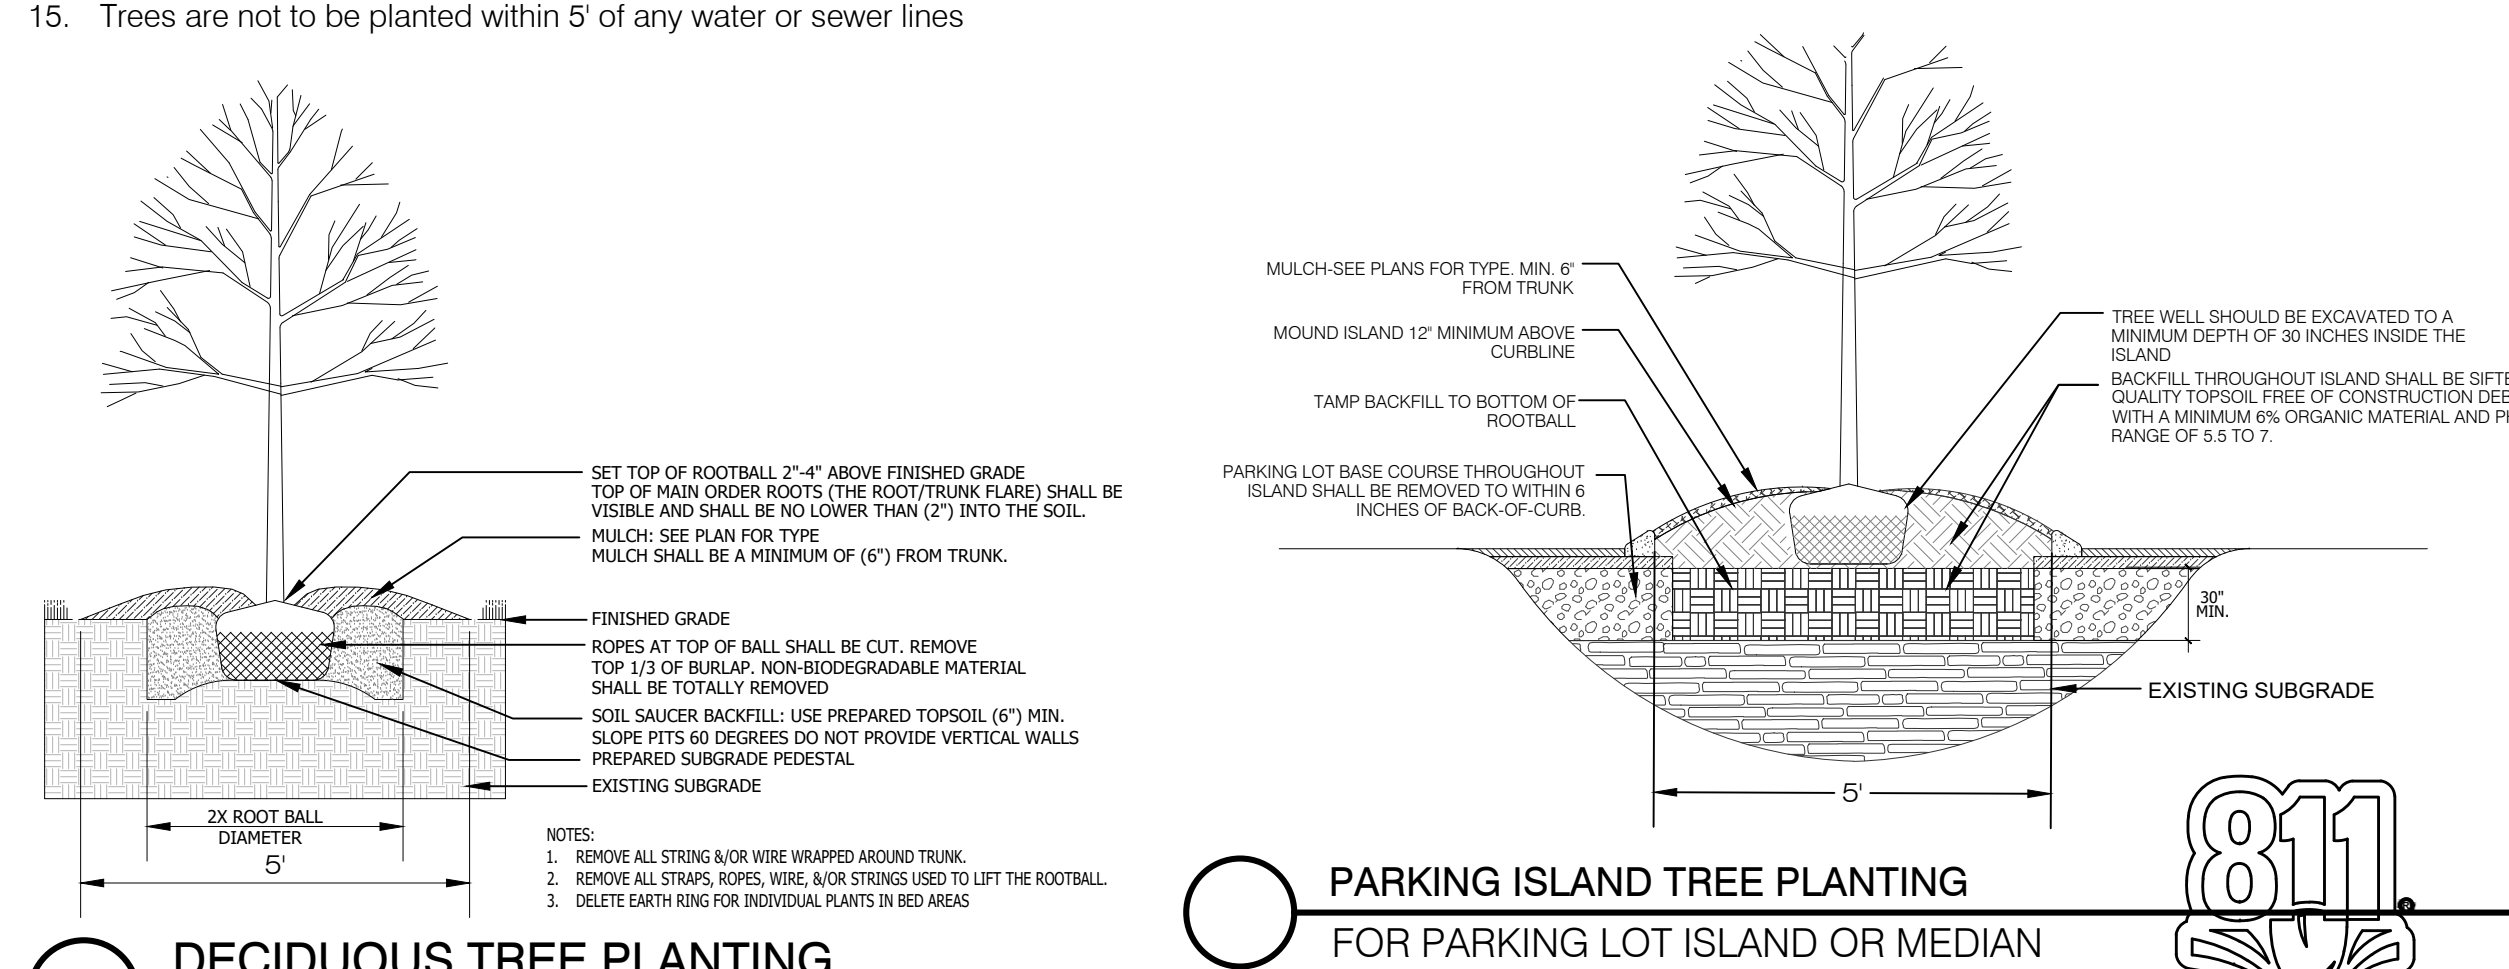 15. Trees are not to be planted within 5' of any water or sewer lines
SET TOP OF ROOTBALL 2"-4" ABOVE FINISHED GRADE
TOP OF MAIN ORDER ROOTS (THE ROOT/TRUNK FLARE) SHALL BE
VISIBLE AND SHALL BE NO LOWER THAN (2") INTO THE SOIL.
MULCH: SEE PLAN FOR TYPE
MULCH SHALL BE A MINIMUM OF (6") FROM TRUNK.
FINISHED GRADE
ROPES AT TOP OF BALL SHALL BE CUT. REMOVE
TOP 1/3 OF BURLAP. NON-BIODEGRADABLE MATERIAL
SHALL BE TOTALLY REMOVED
SOIL SAUCER BACKFILL: USE PREPARED TOPSOIL (6") MIN.
SLOPE PITS 60 DEGREES DO NOT PROVIDE VERTICAL WALLS
PREPARED SUBGRADE PEDESTAL
EXISTING SUBGRADE
2X ROOT BALL
DIAMETER
5'
NOTES:
1. REMOVE ALL STRING &/OR WIRE WRAPPED AROUND TRUNK.
2. REMOVE ALL STRAPS, ROPES, WIRE, &/OR STRINGS USED TO LIFT THE ROOTBALL.
3. DELETE EARTH RING FOR INDIVIDUAL PLANTS IN BED AREAS
DECIDUOUS TREE PLANTING
MULCH-SEE PLANS FOR TYPE. MIN. 6"
FROM TRUNK
MOUND ISLAND 12" MINIMUM ABOVE
CURBLINE
TAMP BACKFILL TO BOTTOM OF
ROOTBALL
PARKING LOT BASE COURSE THROUGHOUT
ISLAND SHALL BE REMOVED TO WITHIN 6
INCHES OF BACK-OF-CURB.
TREE WELL SHOULD BE EXCAVATED TO A
MINIMUM DEPTH OF 30 INCHES INSIDE THE
ISLAND
BACKFILL THROUGHOUT ISLAND SHALL BE SIFTE
QUALITY TOPSOIL FREE OF CONSTRUCTION DEB
WITH A MINIMUM 6% ORGANIC MATERIAL AND PH
RANGE OF 5.5 TO 7.
30"
MIN.
EXISTING SUBGRADE
5'
PARKING ISLAND TREE PLANTING
FOR PARKING LOT ISLAND OR MEDIAN
811
®